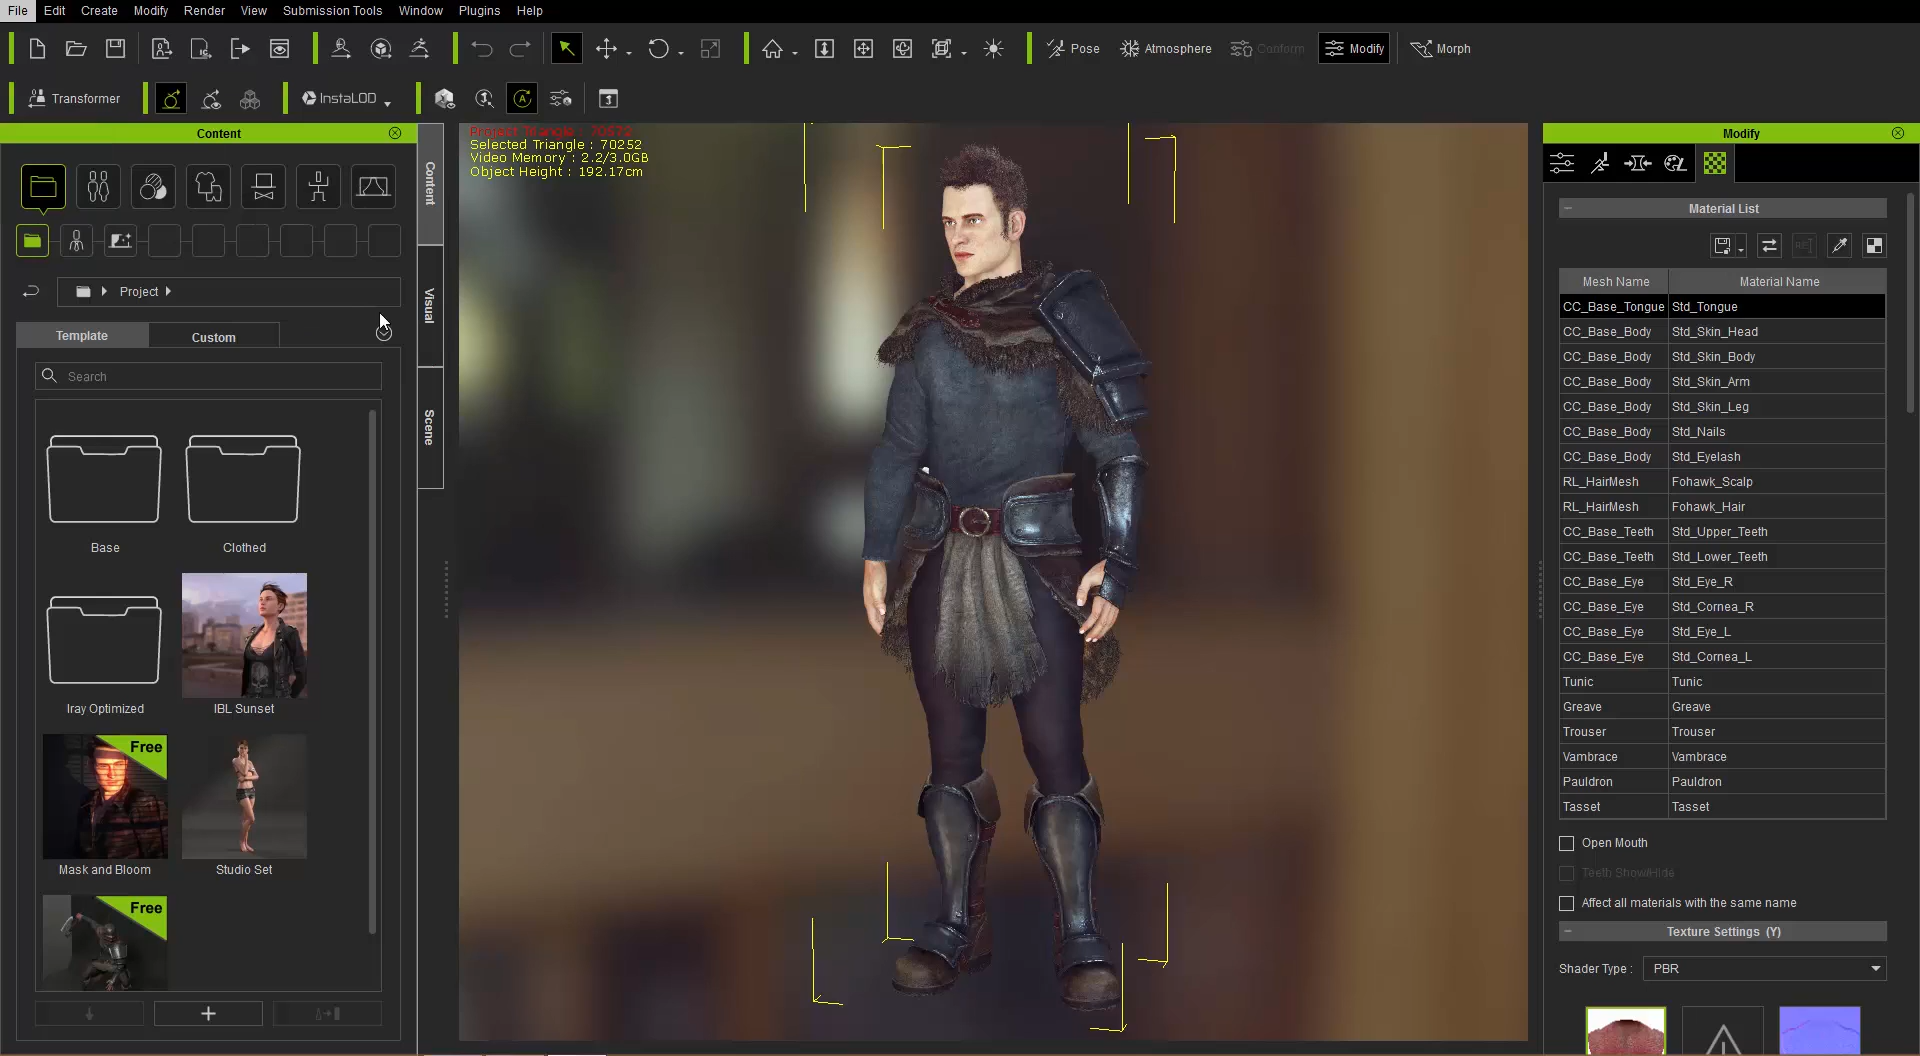 File Edit Create Modify Render View Submission Tools Window Plugins Help
Pose Atmosphere Conform Modify Morph
Transformer InstaLOD
Content
Modify
Project Triangle : 70572
Selected Triangle : 70252
Video Memory : 2.2/3.0GB
Object Height : 192.17cm
Content
Visual
Scene
Project
Template Custom
Search
Base Clothed
Iray Optimized IBL Sunset
Free
Mask and Bloom Studio Set
Free
Material List
Mesh Name Material Name
CC_Base_Tongue Std_Tongue
CC_Base_Body Std_Skin_Head
CC_Base_Body Std_Skin_Body
CC_Base_Body Std_Skin_Arm
CC_Base_Body Std_Skin_Leg
CC_Base_Body Std_Nails
CC_Base_Body Std_Eyelash
RL_HairMesh Fohawk_Scalp
RL_HairMesh Fohawk_Hair
CC_Base_Teeth Std_Upper_Teeth
CC_Base_Teeth Std_Lower_Teeth
CC_Base_Eye Std_Eye_R
CC_Base_Eye Std_Cornea_R
CC_Base_Eye Std_Eye_L
CC_Base_Eye Std_Cornea_L
Tunic Tunic
Greave Greave
Trouser Trouser
Vambrace Vambrace
Pauldron Pauldron
Tasset Tasset
Open Mouth
Teeth Show/Hide
Affect all materials with the same name
Texture Settings (Y)
Shader Type : PBR